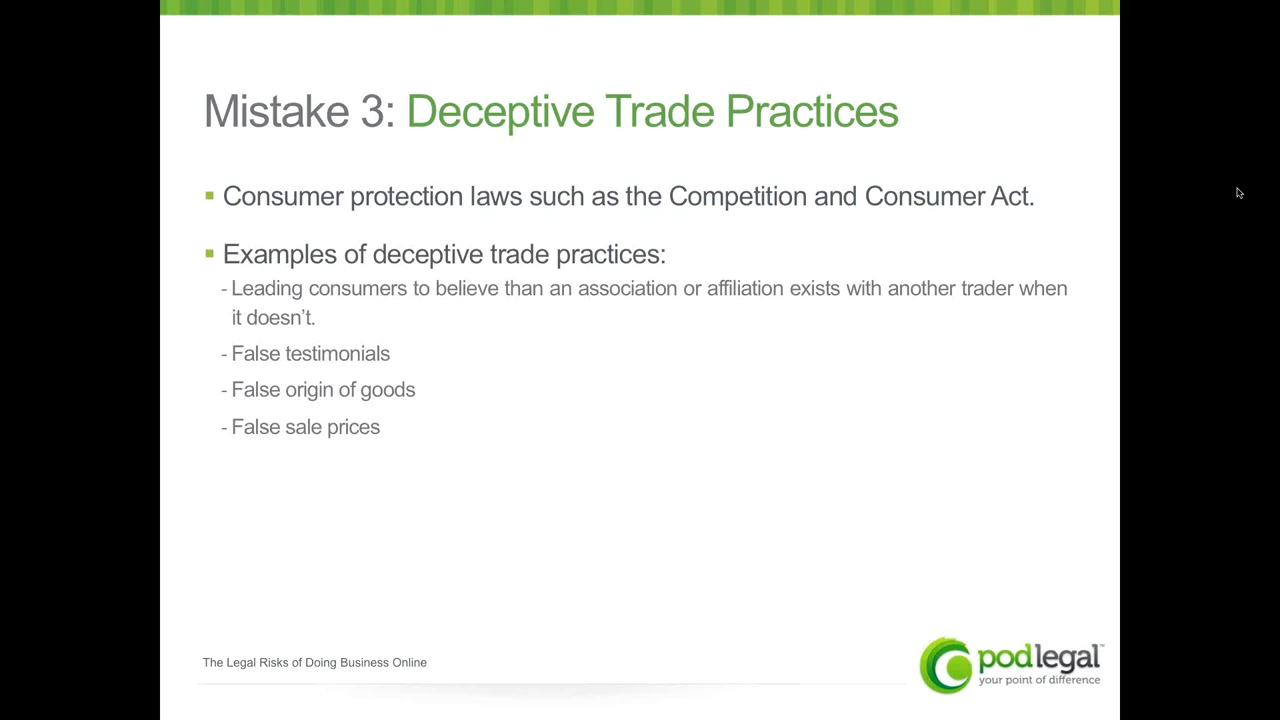 Mistake 3: Deceptive Trade Practices
▪ Consumer protection laws such as the Competition and Consumer Act.
▪ Examples of deceptive trade practices:
- Leading consumers to believe than an association or affiliation exists with another trader when
it doesn’t.
- False testimonials
- False origin of goods
- False sale prices
The Legal Risks of Doing Business Online
podlegal™
your point of difference